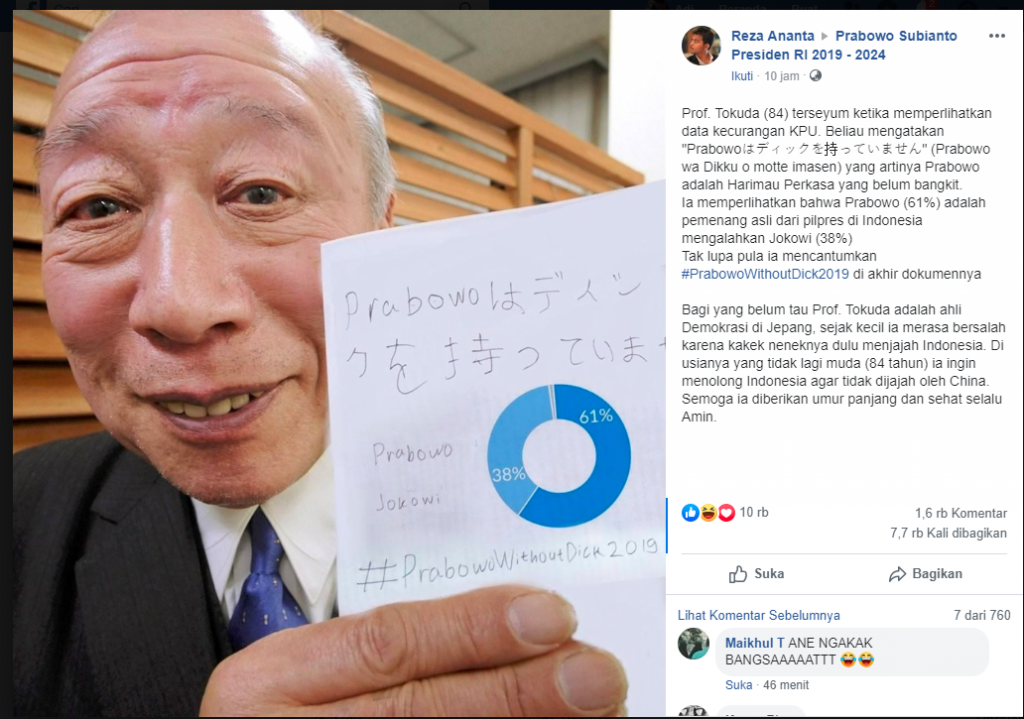 Prabowoはディッ
クを持っていませ
61%
38%
Prabowo
Jokowi
#PrabowoWithoutDick2019
Reza Ananta ▸ Prabowo Subianto
Presiden RI 2019 - 2024
Ikuti · 10 jam ·
Prof. Tokuda (84) terseyum ketika memperlihatkan
data kecurangan KPU. Beliau mengatakan
"Prabowoはディックを持っていません" (Prabowo
wa Dikku o motte imasen) yang artinya Prabowo
adalah Harimau Perkasa yang belum bangkit.
Ia memperlihatkan bahwa Prabowo (61%) adalah
pemenang asli dari pilpres di Indonesia
mengalahkan Jokowi (38%)
Tak lupa pula ia mencantumkan
#PrabowoWithoutDick2019 di akhir dokumennya
Bagi yang belum tau Prof. Tokuda adalah ahli
Demokrasi di Jepang, sejak kecil ia merasa bersalah
karena kakek neneknya dulu menjajah Indonesia. Di
usianya yang tidak lagi muda (84 tahun) ia ingin
menolong Indonesia agar tidak dijajah oleh China.
Semoga ia diberikan umur panjang dan sehat selalu
Amin.
10 rb
1,6 rb Komentar
7,7 rb Kali dibagikan
Suka
Bagikan
Lihat Komentar Sebelumnya
7 dari 760
Maikhul T ANE NGAKAK
BANGSAAAAATTT 😂😂
Suka · 46 menit